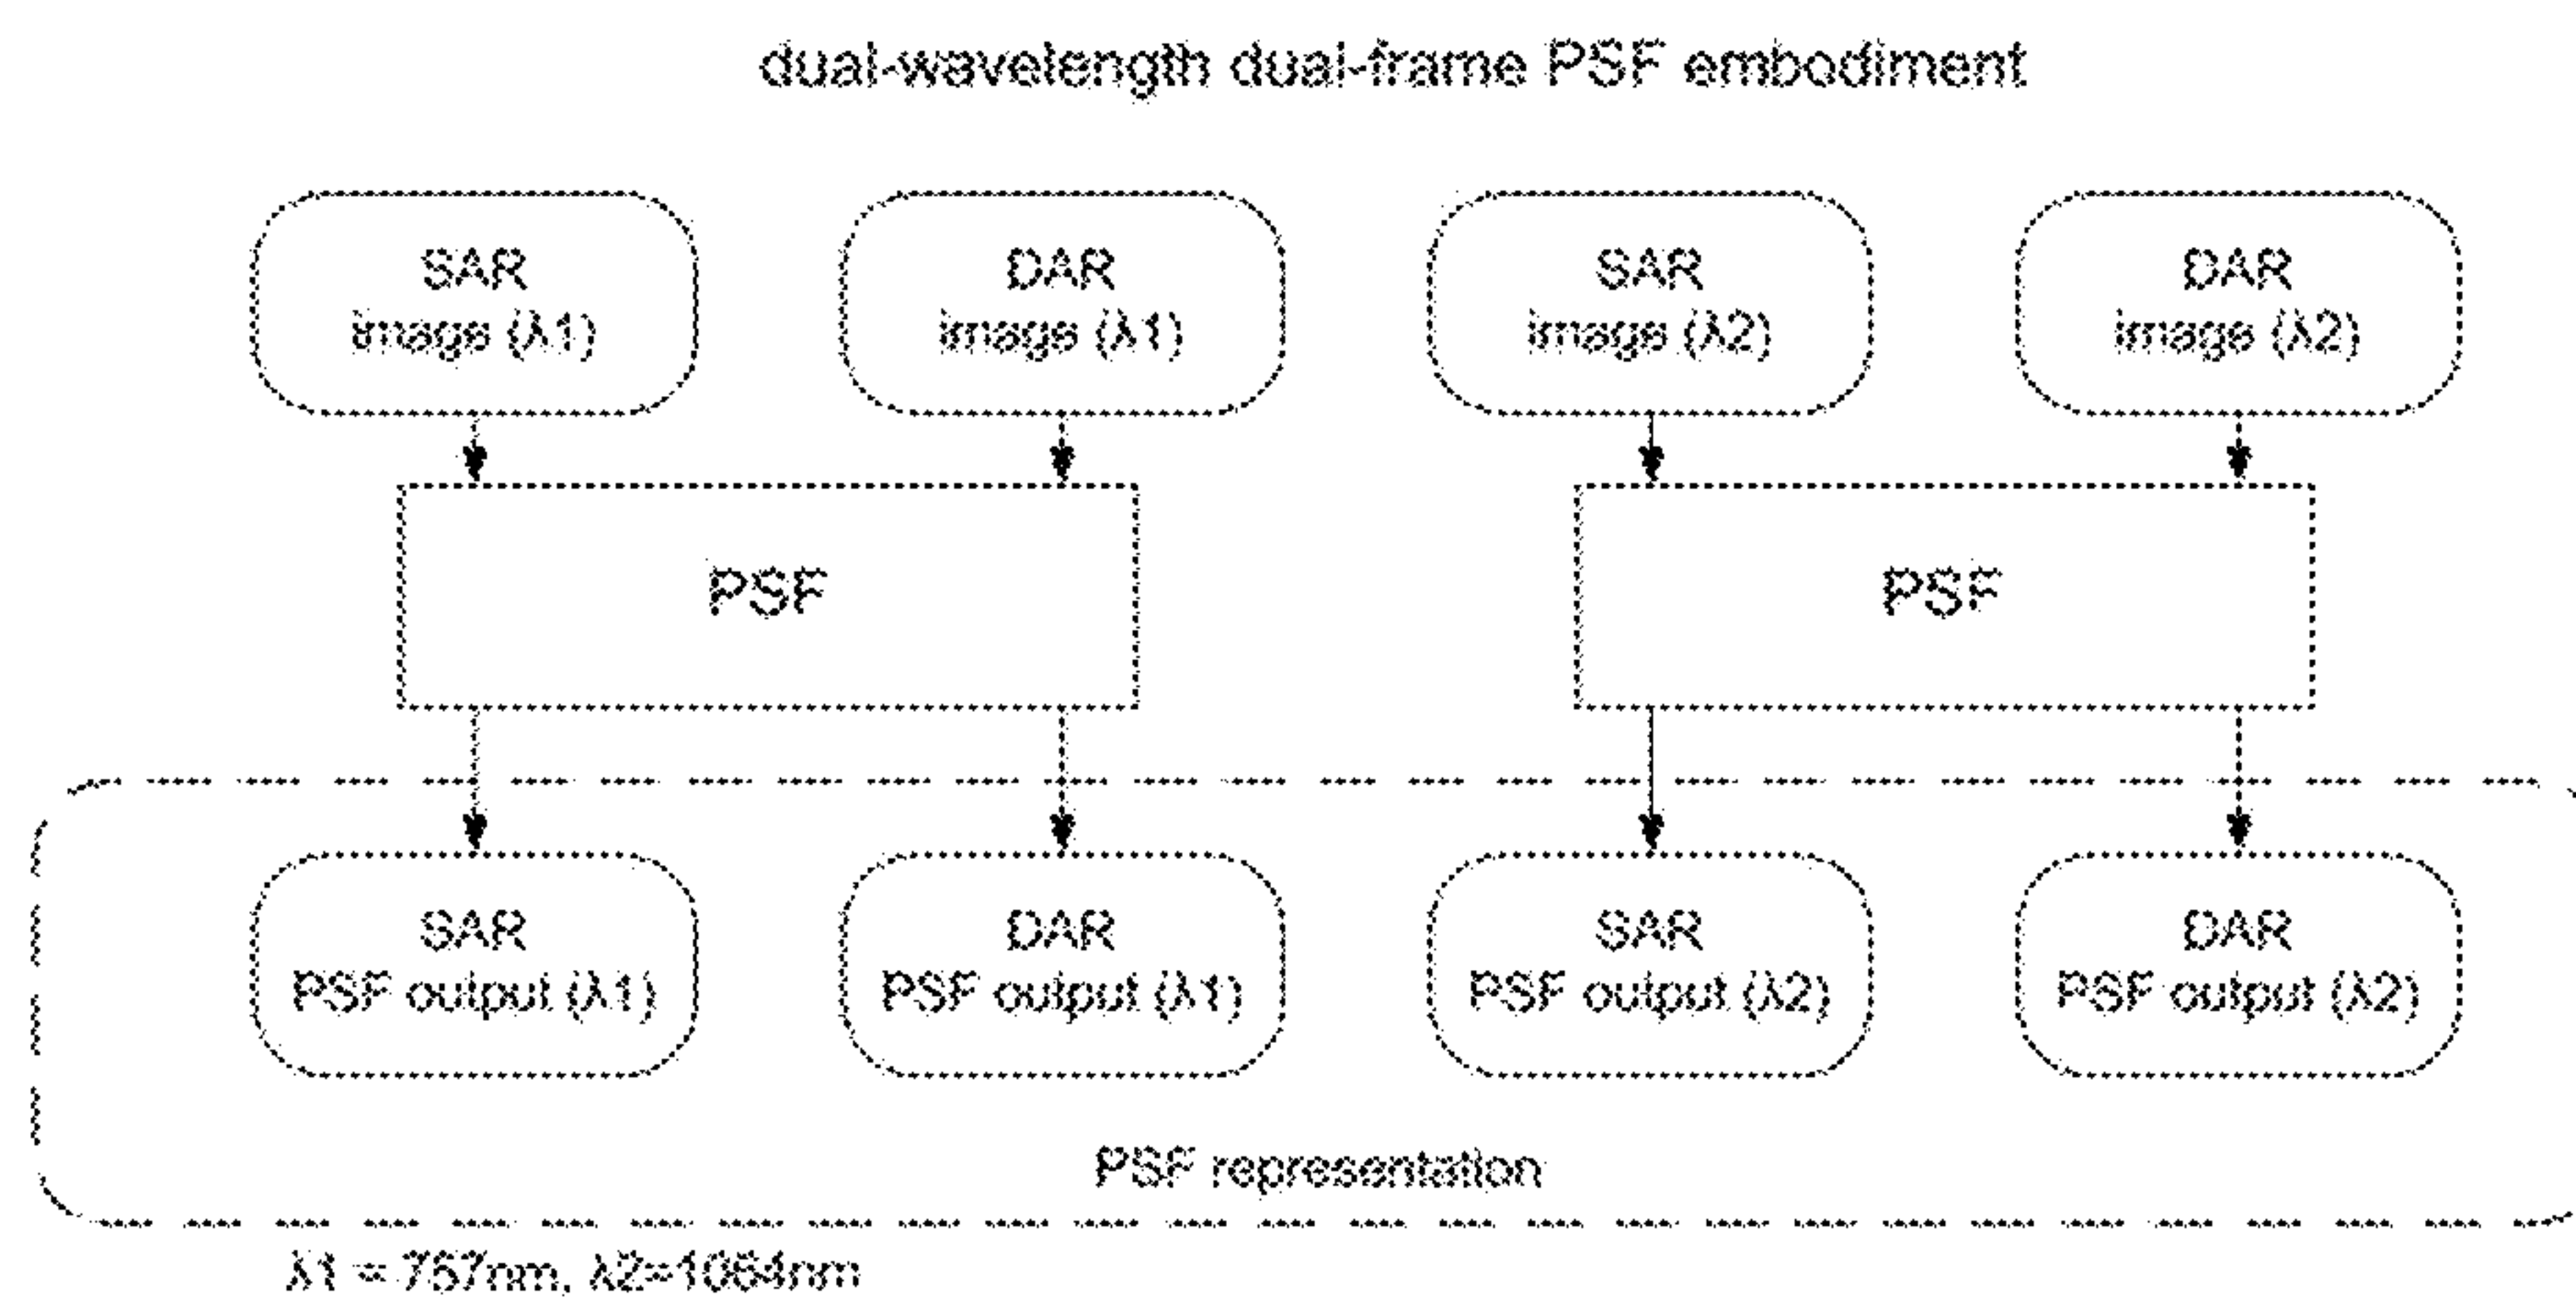 dual-wavelength dual-frame PSF embodiment
SAR
image (λ1)
DAR
image (λ1)
SAR
image (λ2)
DAR
image (λ2)
PSF
PSF
SAR
PSF output (λ1)
DAR
PSF output (λ1)
SAR
PSF output (λ2)
DAR
PSF output (λ2)
PSF representation
λ1 = 757nm, λ2=1064nm